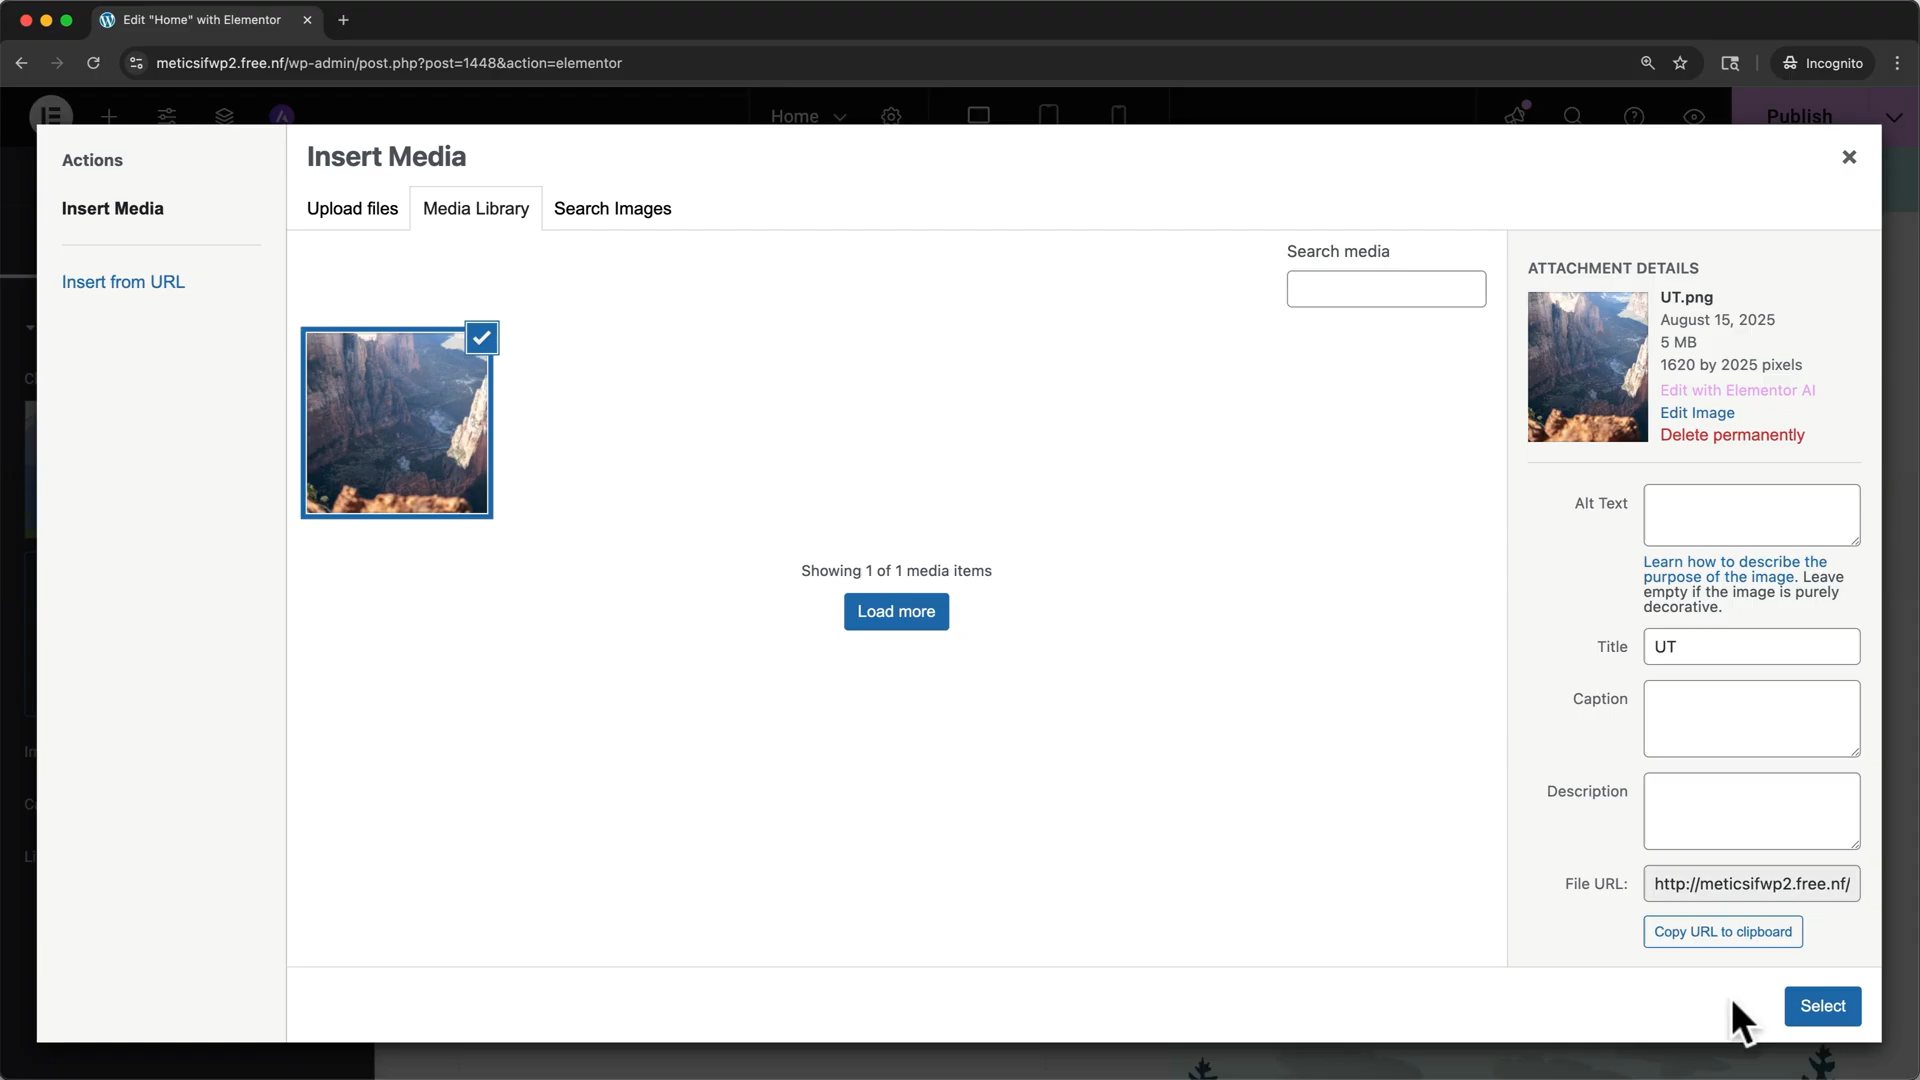 Edit "Home" with Elementor
meticsifwp2.free.nf/wp-admin/post.php?post=1448&action=elementor
Incognito
Home
Publish
Actions
Insert Media
Insert from URL
Insert Media
Upload files
Media Library
Search Images
Search media
Showing 1 of 1 media items
Load more
ATTACHMENT DETAILS
UT.png
August 15, 2025
5 MB
1620 by 2025 pixels
Edit with Elementor AI
Edit Image
Delete permanently
Alt Text
Learn how to describe the
purpose of the image. Leave
empty if the image is purely
decorative.
Title
UT
Caption
Description
File URL:
http://meticsifwp2.free.nf/
Copy URL to clipboard
Select